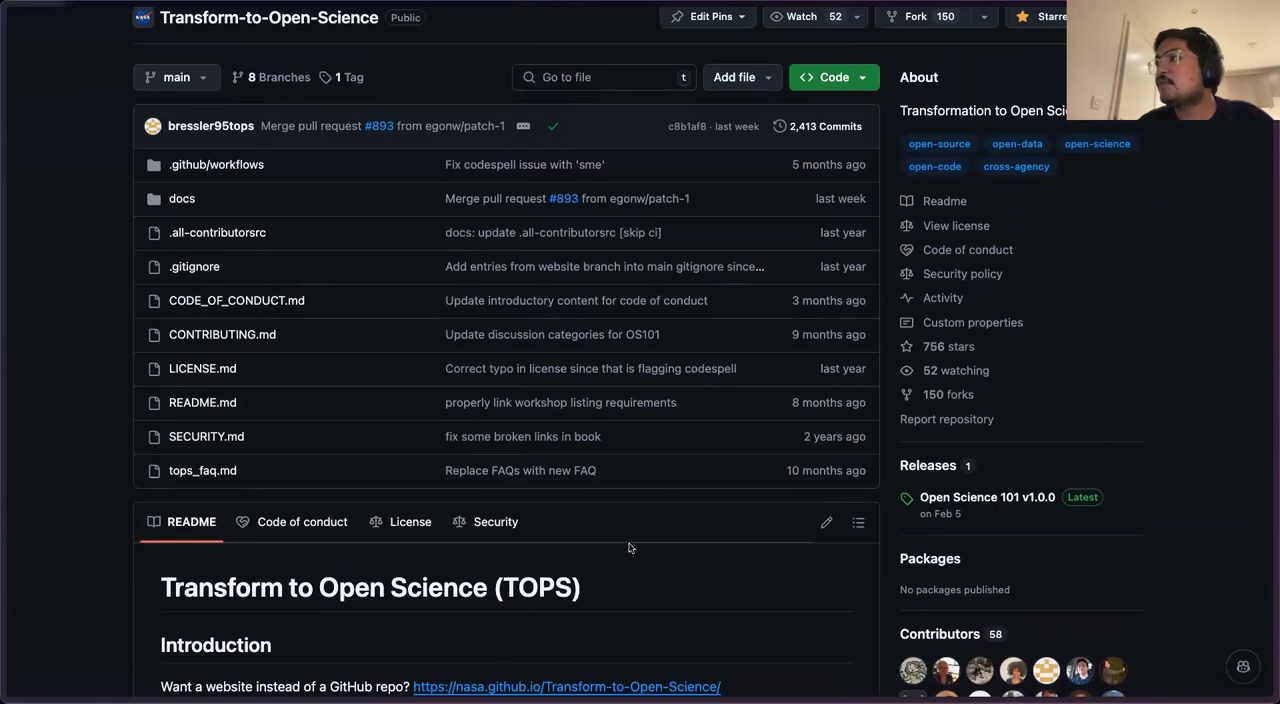 Transform-to-Open-Science Public
Edit Pins
Watch 52
Fork 150
Starre
main
8 Branches
1 Tag
Go to file t
Add file
Code
bressler95tops Merge pull request #893 from egonw/patch-1 c8b1af8 · last week 2,413 Commits
.github/workflows Fix codespell issue with 'sme' 5 months ago
docs Merge pull request #893 from egonw/patch-1 last week
.all-contributorsrc docs: update .all-contributorsrc [skip ci] last year
.gitignore Add entries from website branch into main gitignore since... last year
CODE_OF_CONDUCT.md Update introductory content for code of conduct 3 months ago
CONTRIBUTING.md Update discussion categories for OS101 9 months ago
LICENSE.md Correct typo in license since that is flagging codespell last year
README.md properly link workshop listing requirements 8 months ago
SECURITY.md fix some broken links in book 2 years ago
tops_faq.md Replace FAQs with new FAQ 10 months ago
README Code of conduct License Security
Transform to Open Science (TOPS)
Introduction
Want a website instead of a GitHub repo? https://nasa.github.io/Transform-to-Open-Science/
About
Transformation to Open Sci
open-source open-data open-science
open-code cross-agency
Readme
View license
Code of conduct
Security policy
Activity
Custom properties
756 stars
52 watching
150 forks
Report repository
Releases 1
Open Science 101 v1.0.0 Latest
on Feb 5
Packages
No packages published
Contributors 58